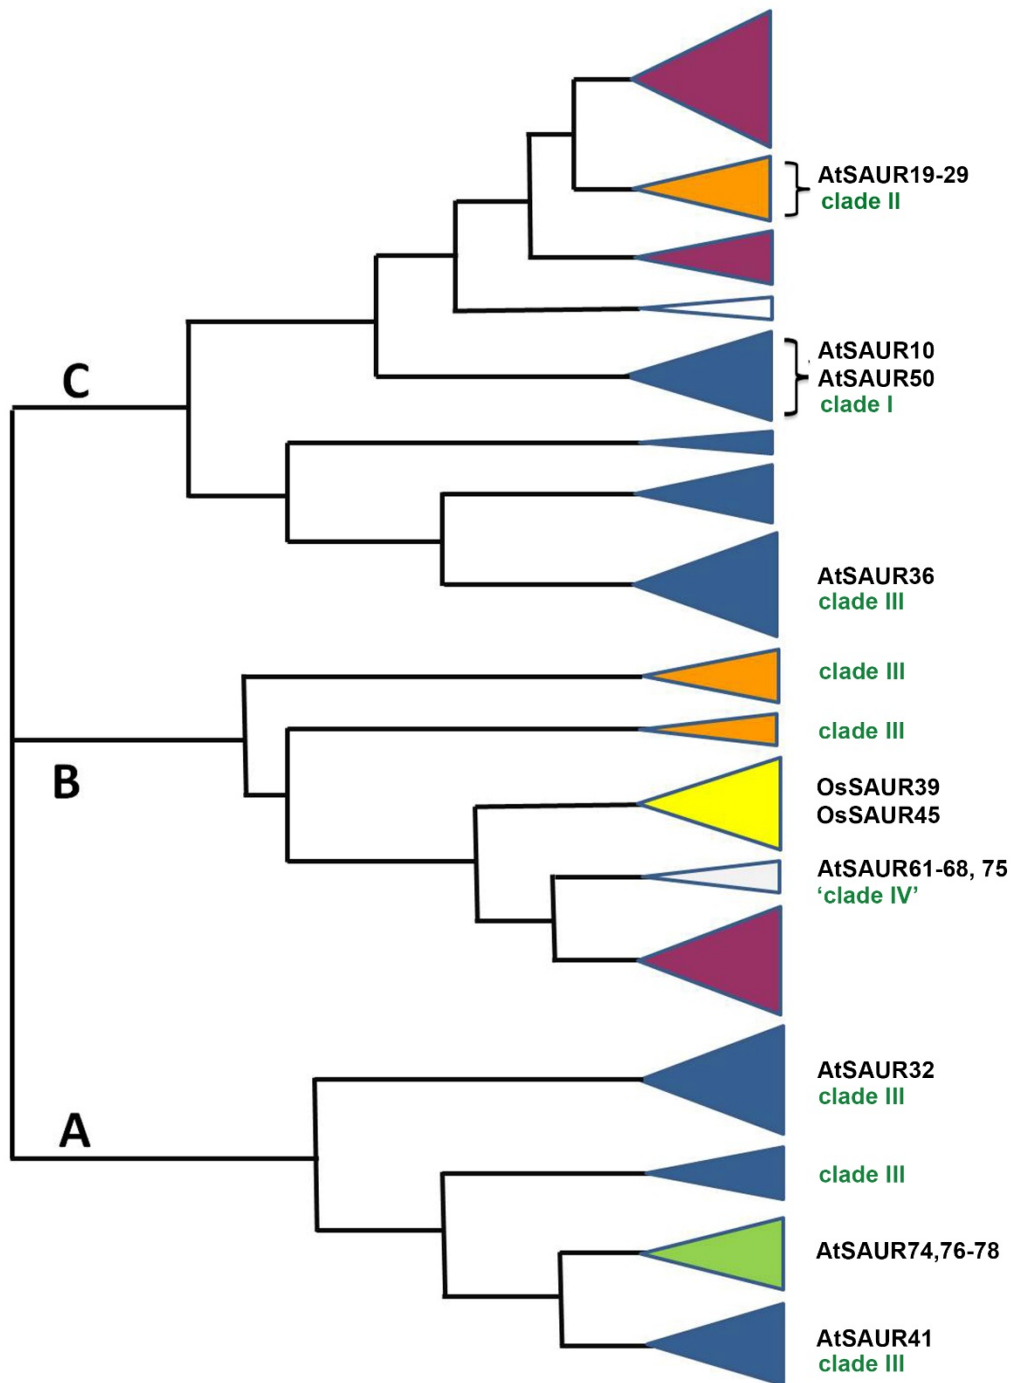 AtSAUR19-29
clade II
AtSAUR10
C
AtSAUR50
clade I
AtSAUR36
clade III
clade III
clade III
B
OsSAUR39
OsSAUR45
AtSAUR61-68, 75
‘clade IV’
AtSAUR32
clade III
A
clade III
AtSAUR74,76-78
AtSAUR41
clade III